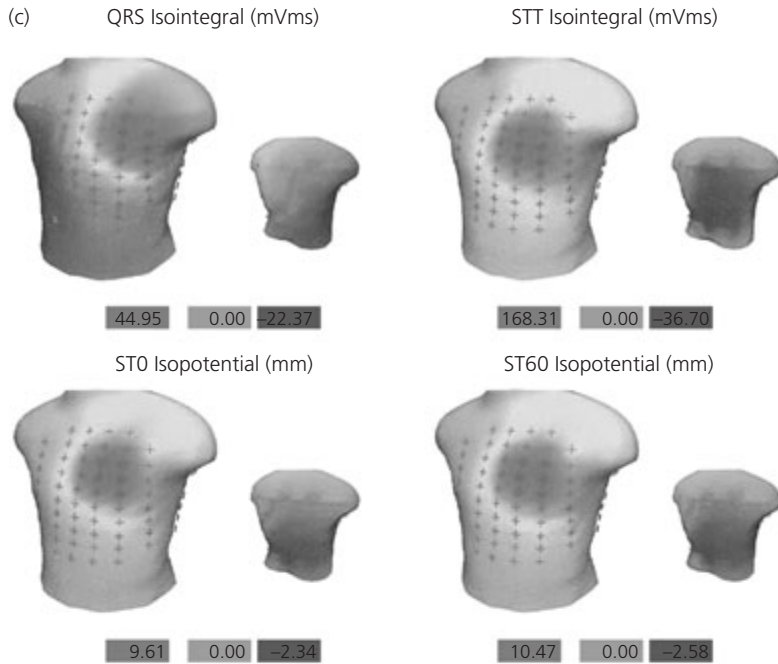 (c) QRS Isointegral (mVms) STT Isointegral (mVms)
44.95 0.00 –22.37 168.31 0.00 –36.70
ST0 Isopotential (mm) ST60 Isopotential (mm)
9.61 0.00 –2.34 10.47 0.00 –2.58